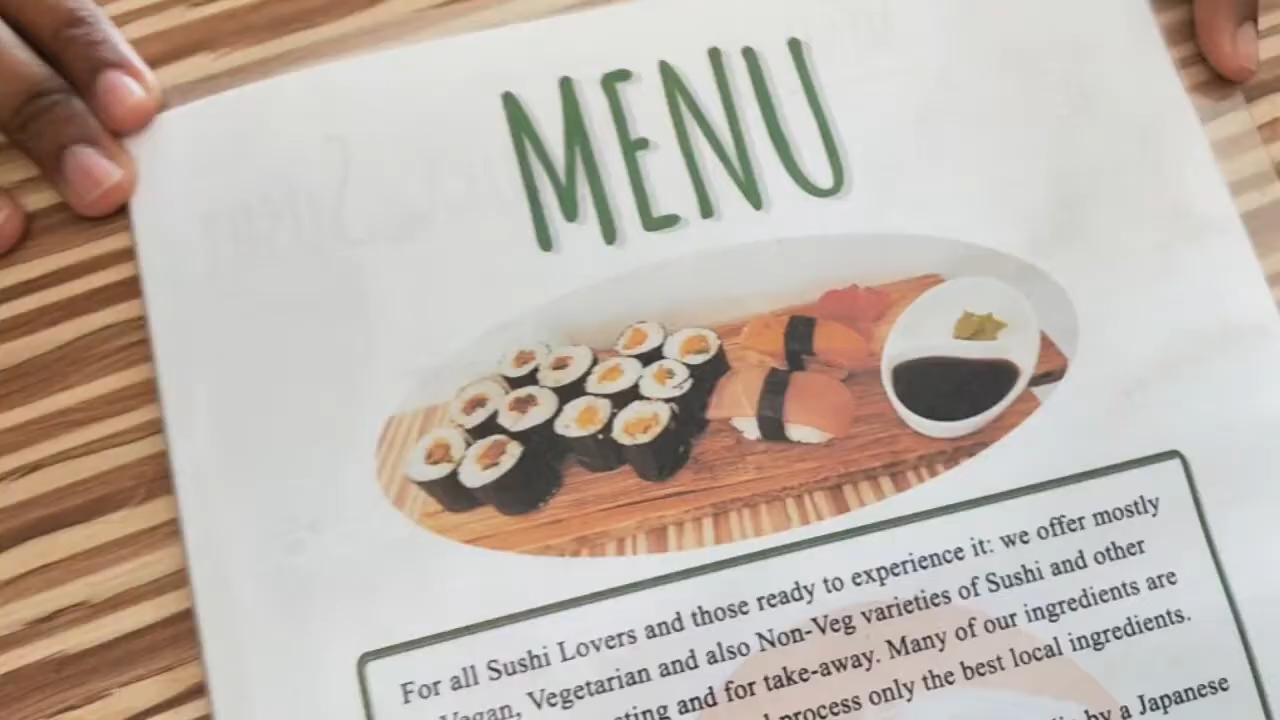 MENU
For all Sushi Lovers and those ready to experience it: we offer mostly
Vegan, Vegetarian and also Non-Veg varieties of Sushi and other
and for take-away. Many of our ingredients are
process only the best local ingredients.
by a Japanese